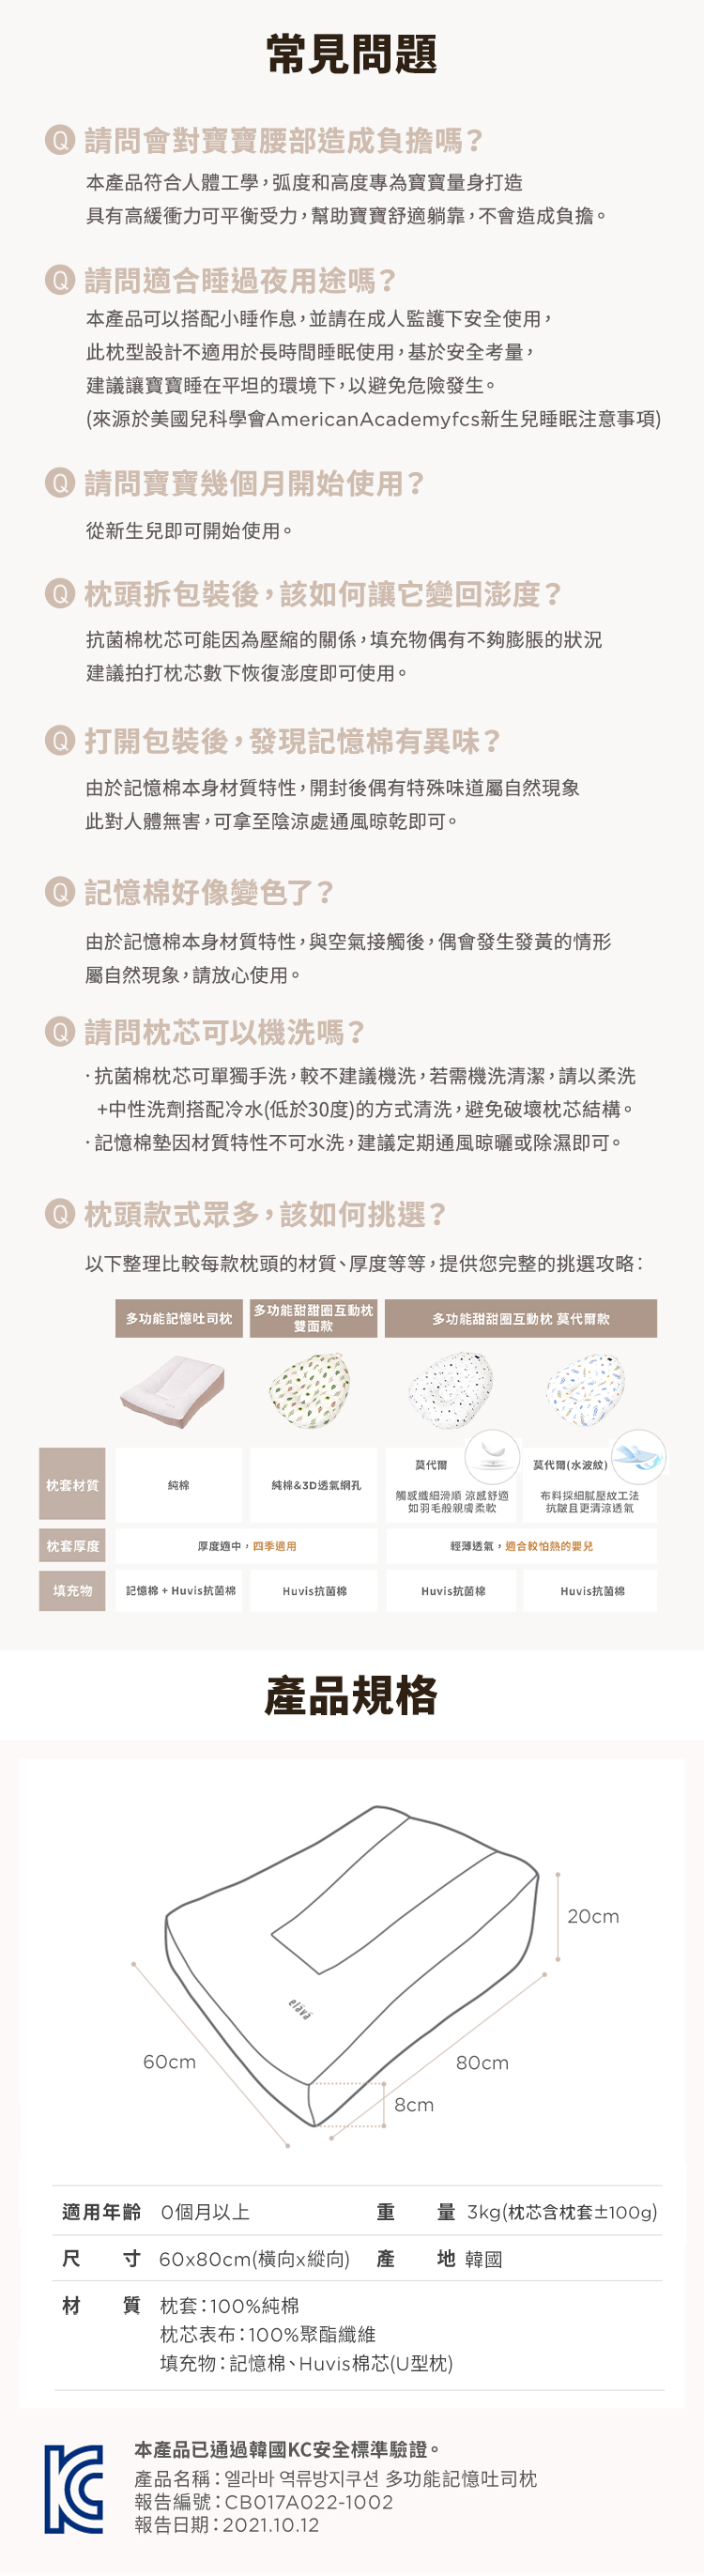 常見問題
Q 請問會對寶寶腰部造成負擔嗎？
本產品符合人體工學，弧度和高度專為寶寶量身打造
具有高緩衝力可平衡受力，幫助寶寶舒適躺靠，不會造成負擔。
Q 請問適合睡過夜用途嗎？
本產品可以搭配小睡作息，並請在成人監護下安全使用，
此枕型設計不適用於長時間睡眠使用，基於安全考量，
建議讓寶寶睡在平坦的環境下，以避免危險發生。
(來源於美國兒科學會AmericanAcademyfcs新生兒睡眠注意事項)
Q 請問寶寶幾個月開始使用？
從新生兒即可開始使用。
Q 枕頭拆包裝後，該如何讓它變回澎度？
抗菌棉枕芯可能因為壓縮的關係，填充物偶有不夠膨脹的狀況
建議拍打枕芯數下恢復澎度即可使用。
Q 打開包裝後，發現記憶棉有異味？
由於記憶棉本身材質特性，開封後偶有特殊味道屬自然現象
此對人體無害，可拿至陰涼處通風晾乾即可。
Q 記憶棉好像變色了？
由於記憶棉本身材質特性，與空氣接觸後，偶會發生發黃的情形
屬自然現象，請放心使用。
Q 請問枕芯可以機洗嗎？
·抗菌棉枕芯可單獨手洗，較不建議機洗，若需機洗清潔，請以柔洗
+中性洗劑搭配冷水(低於30度)的方式清洗，避免破壞枕芯結構。
·記憶棉墊因材質特性不可水洗，建議定期通風晾曬或除濕即可。
Q 枕頭款式眾多，該如何挑選？
以下整理比較每款枕頭的材質、厚度等等，提供您完整的挑選攻略：
多功能記憶吐司枕
多功能甜甜圈互動枕
雙面款
多功能甜甜圈互動枕 莫代爾款
枕套材質
純棉
純棉&3D透氣網孔
莫代爾
觸感纖細滑順 涼感舒適
如羽毛般親膚柔軟
莫代爾(水波紋)
布料採細膩壓紋工法
抗皺且更清涼透氣
枕套厚度
厚度適中，四季適用
輕薄透氣，適合較怕熱的嬰兒
填充物
記憶棉 + Huvis抗菌棉
Huvis抗菌棉
Huvis抗菌棉
Huvis抗菌棉
產品規格
20cm
elava
60cm
80cm
8cm
適用年齡 0個月以上
重量 3kg(枕芯含枕套±100g)
尺寸 60x80cm(橫向x縱向)
產地 韓國
材質 枕套：100%純棉
枕芯表布：100%聚酯纖維
填充物：記憶棉、Huvis棉芯(U型枕)
KC
本產品已通過韓國KC安全標準驗證。
產品名稱：엘라바 역류방지쿠션 多功能記憶吐司枕
報告編號：CB017A022-1002
報告日期：2021.10.12